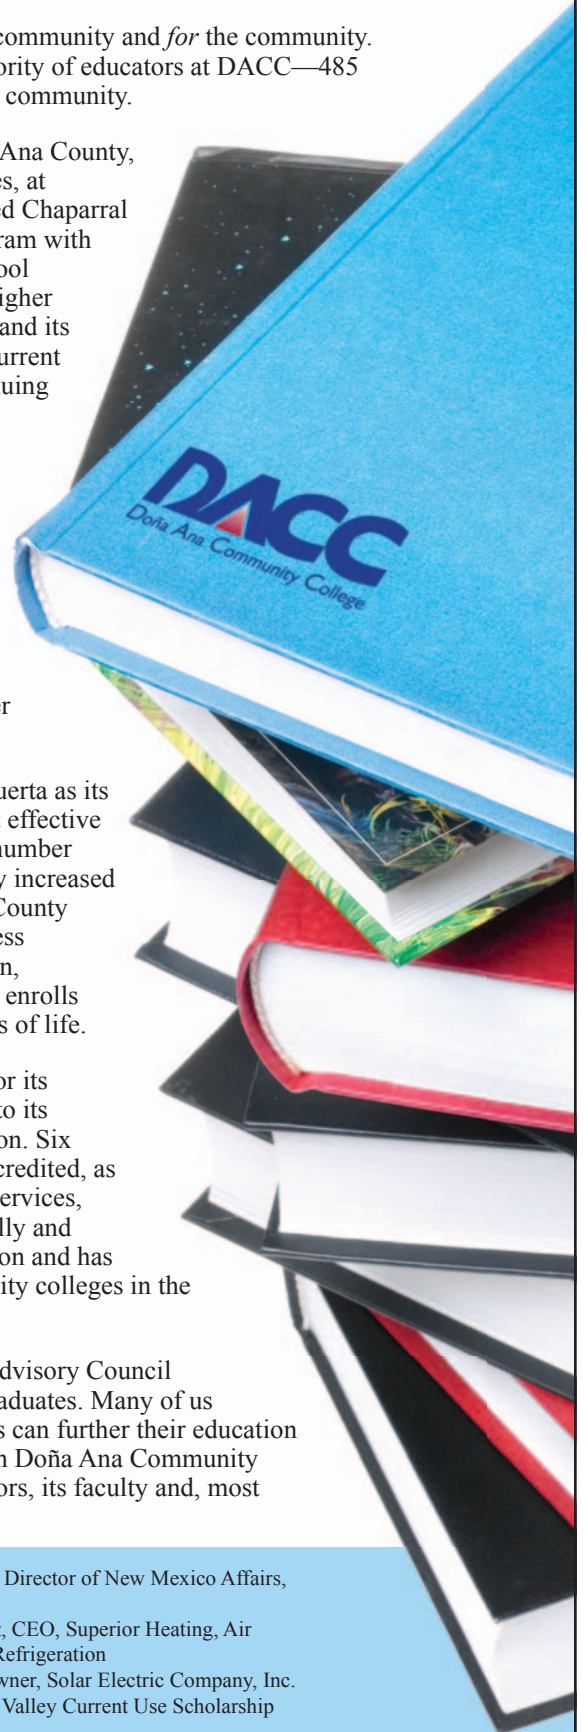 community and for the community.
ority of educators at DACC—485
community.
Ana County,
es, at
ed Chaparral
ram with
ool
igher
and its
urrent
uing
DACC
Doña Ana Community College
er
uerta as its
effective
number
y increased
County
ess
n,
enrolls
s of life.
or its
to its
on. Six
credited, as
ervices,
lly and
on and has
ity colleges in the
dvisory Council
aduates. Many of us
s can further their education
n Doña Ana Community
ors, its faculty and, most
Director of New Mexico Affairs,
, CEO, Superior Heating, Air
Refrigeration
wner, Solar Electric Company, Inc.
Valley Current Use Scholarship